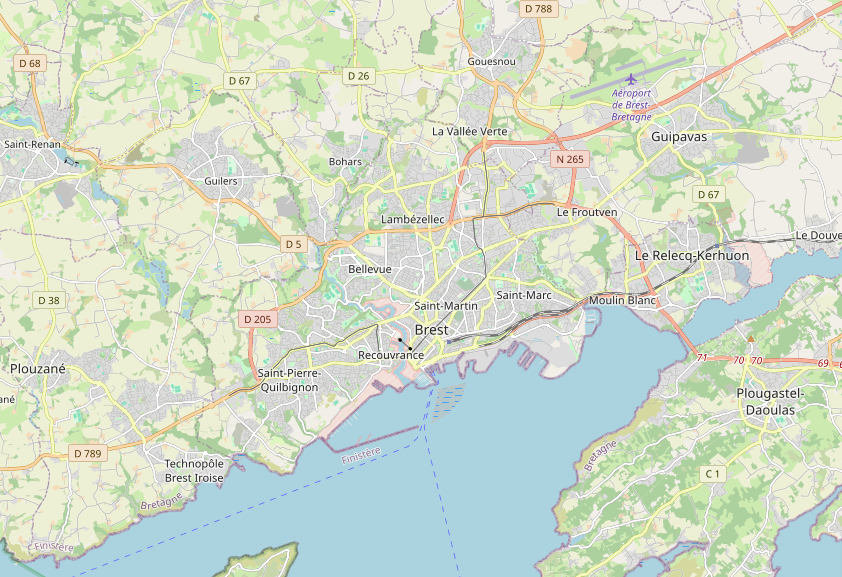 D 788
D 68
Gouesnou
D 26
D 67
Aéroport
de Brest-
Bretagne
La Vallée Verte
Guipavas
Saint-Renan
Bohars
N 265
Guilers
D 67
Lambézellec
Le Froutven
Le Douve
D 5
Le Relecq-Kerhuon
Bellevue
Saint-Marc
D 38
Moulin Blanc
Saint-Martin
D 205
Brest
Recouvrance
71
70
70
69
6
Plouzané
Saint-Pierre-
Quilbignon
Plougastel-
Daoulas
ané
D 789
Finistère
Bretagne
Technopôle
Brest Iroise
C 1
Bretagne
Finistère